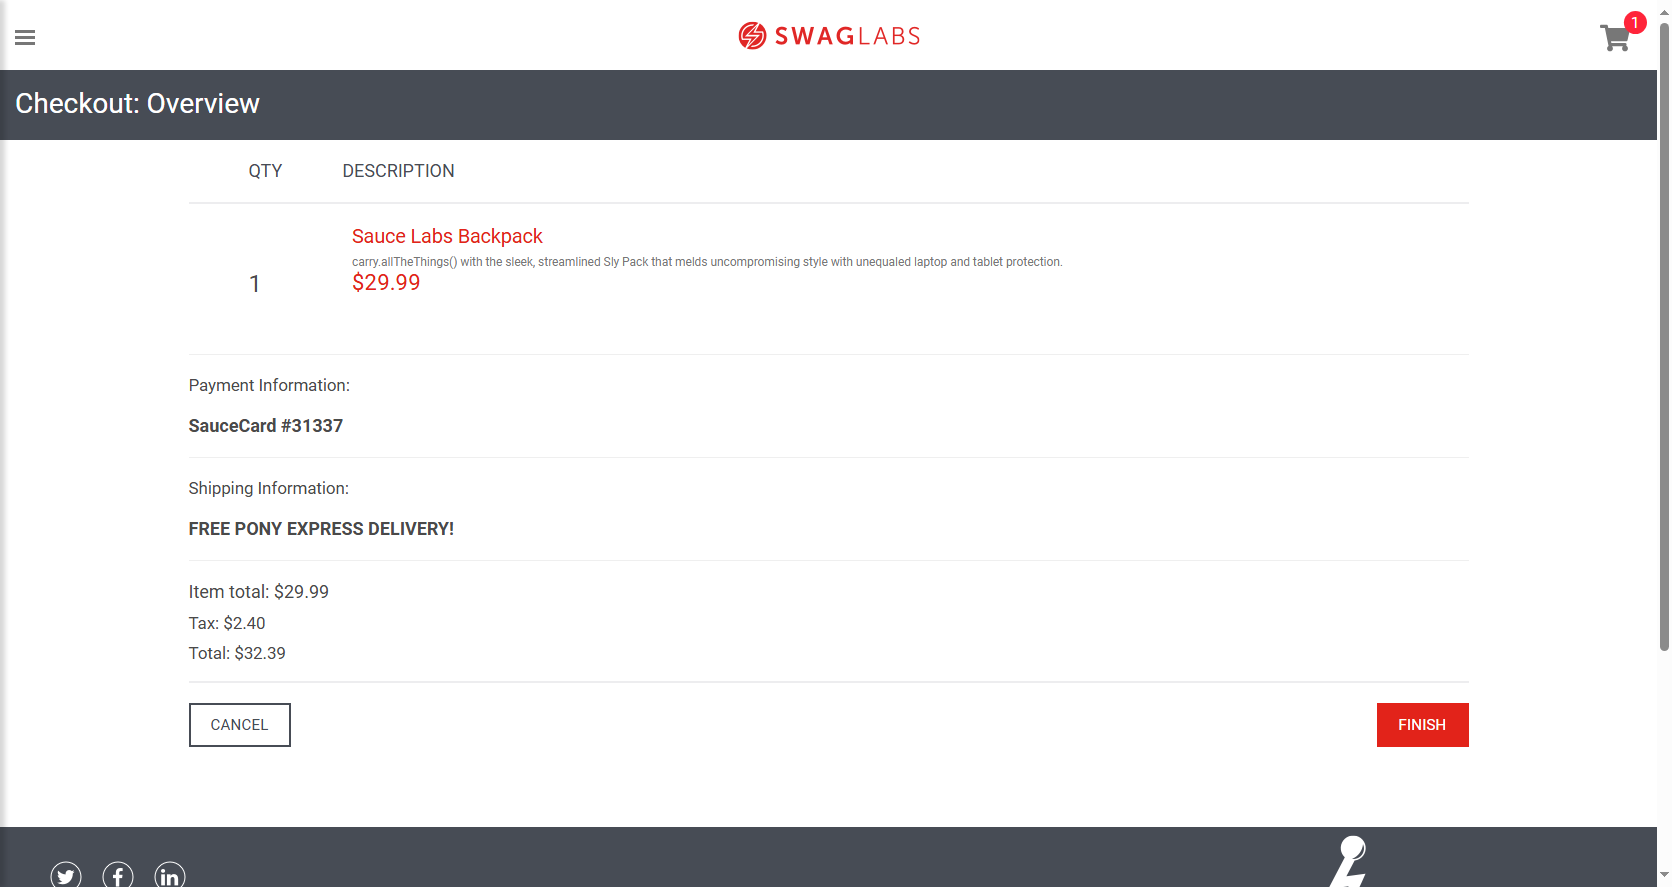 SWAGLABS
1
Checkout: Overview
QTY DESCRIPTION
1
Sauce Labs Backpack
carry.allTheThings() with the sleek, streamlined Sly Pack that melds uncompromising style with unequaled laptop and tablet protection.
$29.99
Payment Information:
SauceCard #31337
Shipping Information:
FREE PONY EXPRESS DELIVERY!
Item total: $29.99
Tax: $2.40
Total: $32.39
CANCEL FINISH